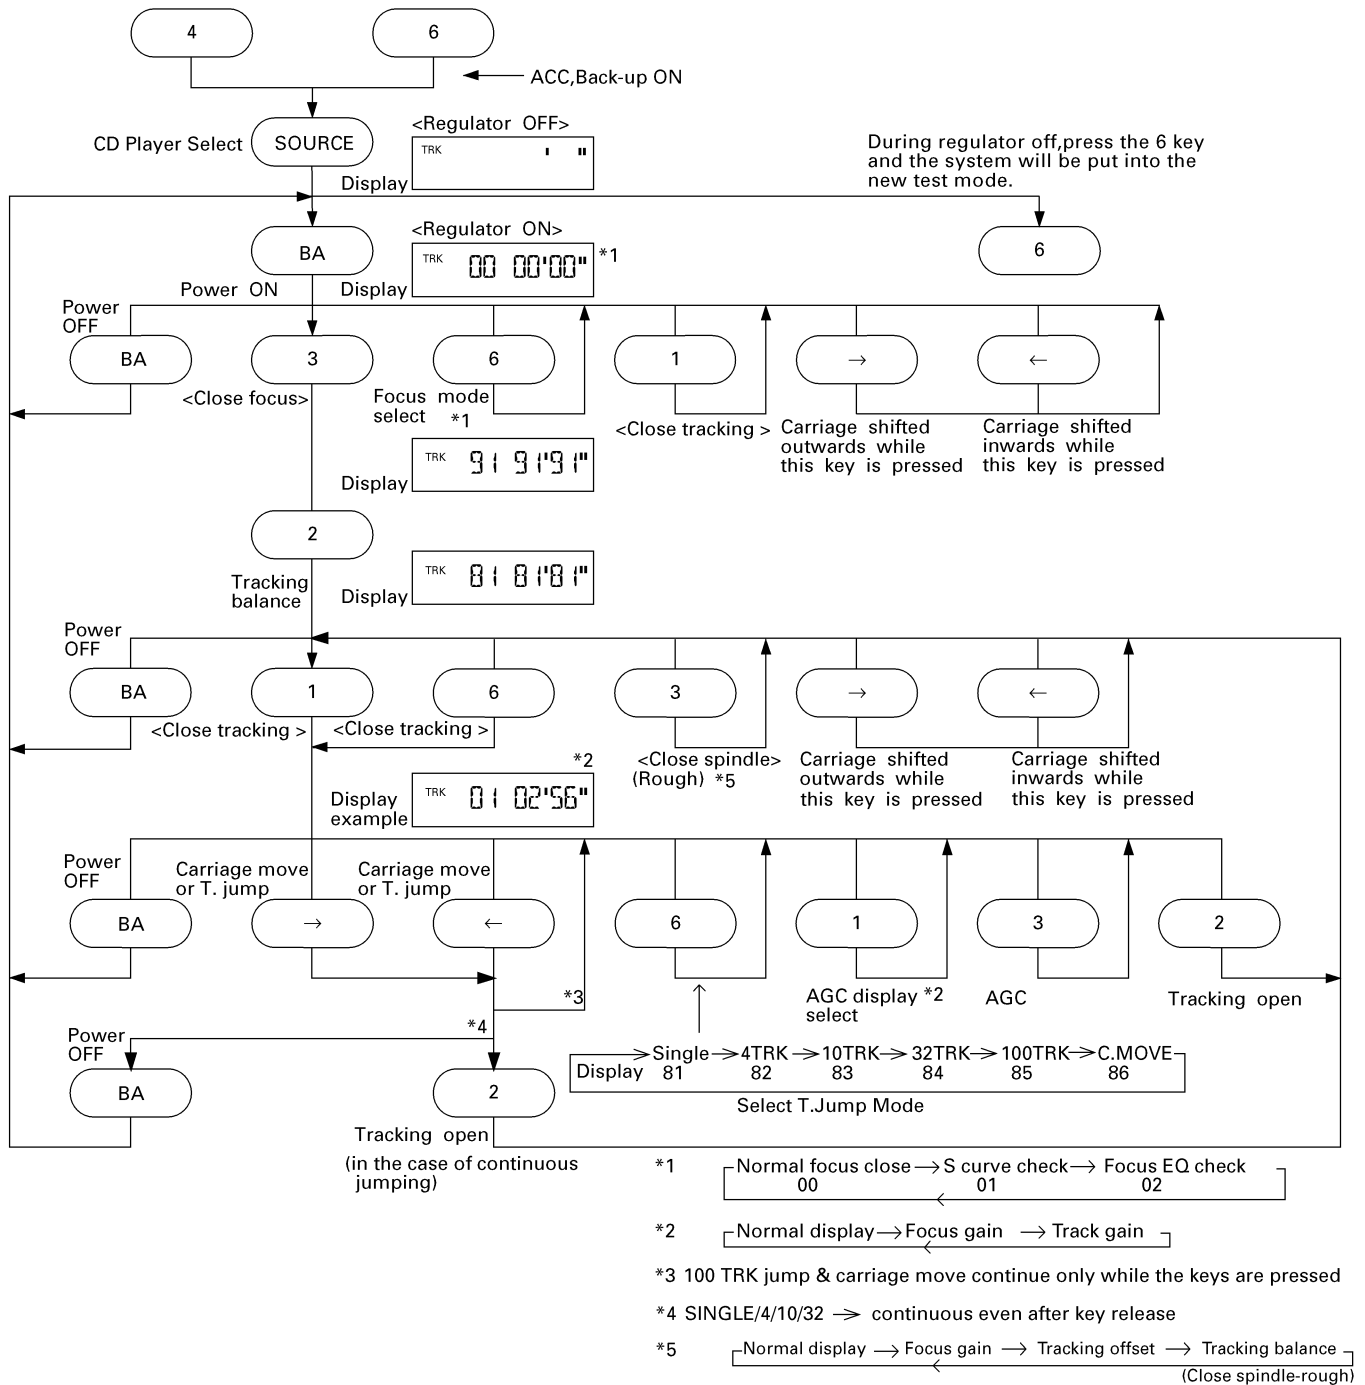 4
6
ACC,Back-up ON
CD Player Select
SOURCE
<Regulator OFF>
TRK ' "
Display
During regulator off,press the 6 key
and the system will be put into the
new test mode.
BA
<Regulator ON>
TRK 00 00'00"
*1
6
Power ON
Display
Power
OFF
BA
3
6
1
→
←
<Close focus>
Focus mode
select *1
<Close tracking >
Carriage shifted
outwards while
this key is pressed
Carriage shifted
inwards while
this key is pressed
TRK 91 91'91"
Display
2
Tracking
balance
TRK 81 81'81"
Display
Power
OFF
BA
1
6
3
→
←
<Close tracking >
<Close tracking >
<Close spindle>
(Rough) *5
Carriage shifted
outwards while
this key is pressed
Carriage shifted
inwards while
this key is pressed
*2
Display
example
TRK 01 02'56"
Power
OFF
Carriage move
or T. jump
Carriage move
or T. jump
BA
→
←
6
1
3
2
*3
AGC display *2
select
AGC
Tracking open
*4
Power
OFF
BA
2
Display
Single → 4TRK → 10TRK → 32TRK → 100TRK → C.MOVE
81 82 83 84 85 86
Select T.Jump Mode
Tracking open
(in the case of continuous
jumping)
*1 Normal focus close → S curve check → Focus EQ check
00 01 02
*2 Normal display → Focus gain → Track gain
*3 100 TRK jump & carriage move continue only while the keys are pressed
*4 SINGLE/4/10/32 → continuous even after key release
*5 Normal display → Focus gain → Tracking offset → Tracking balance
(Close spindle-rough)